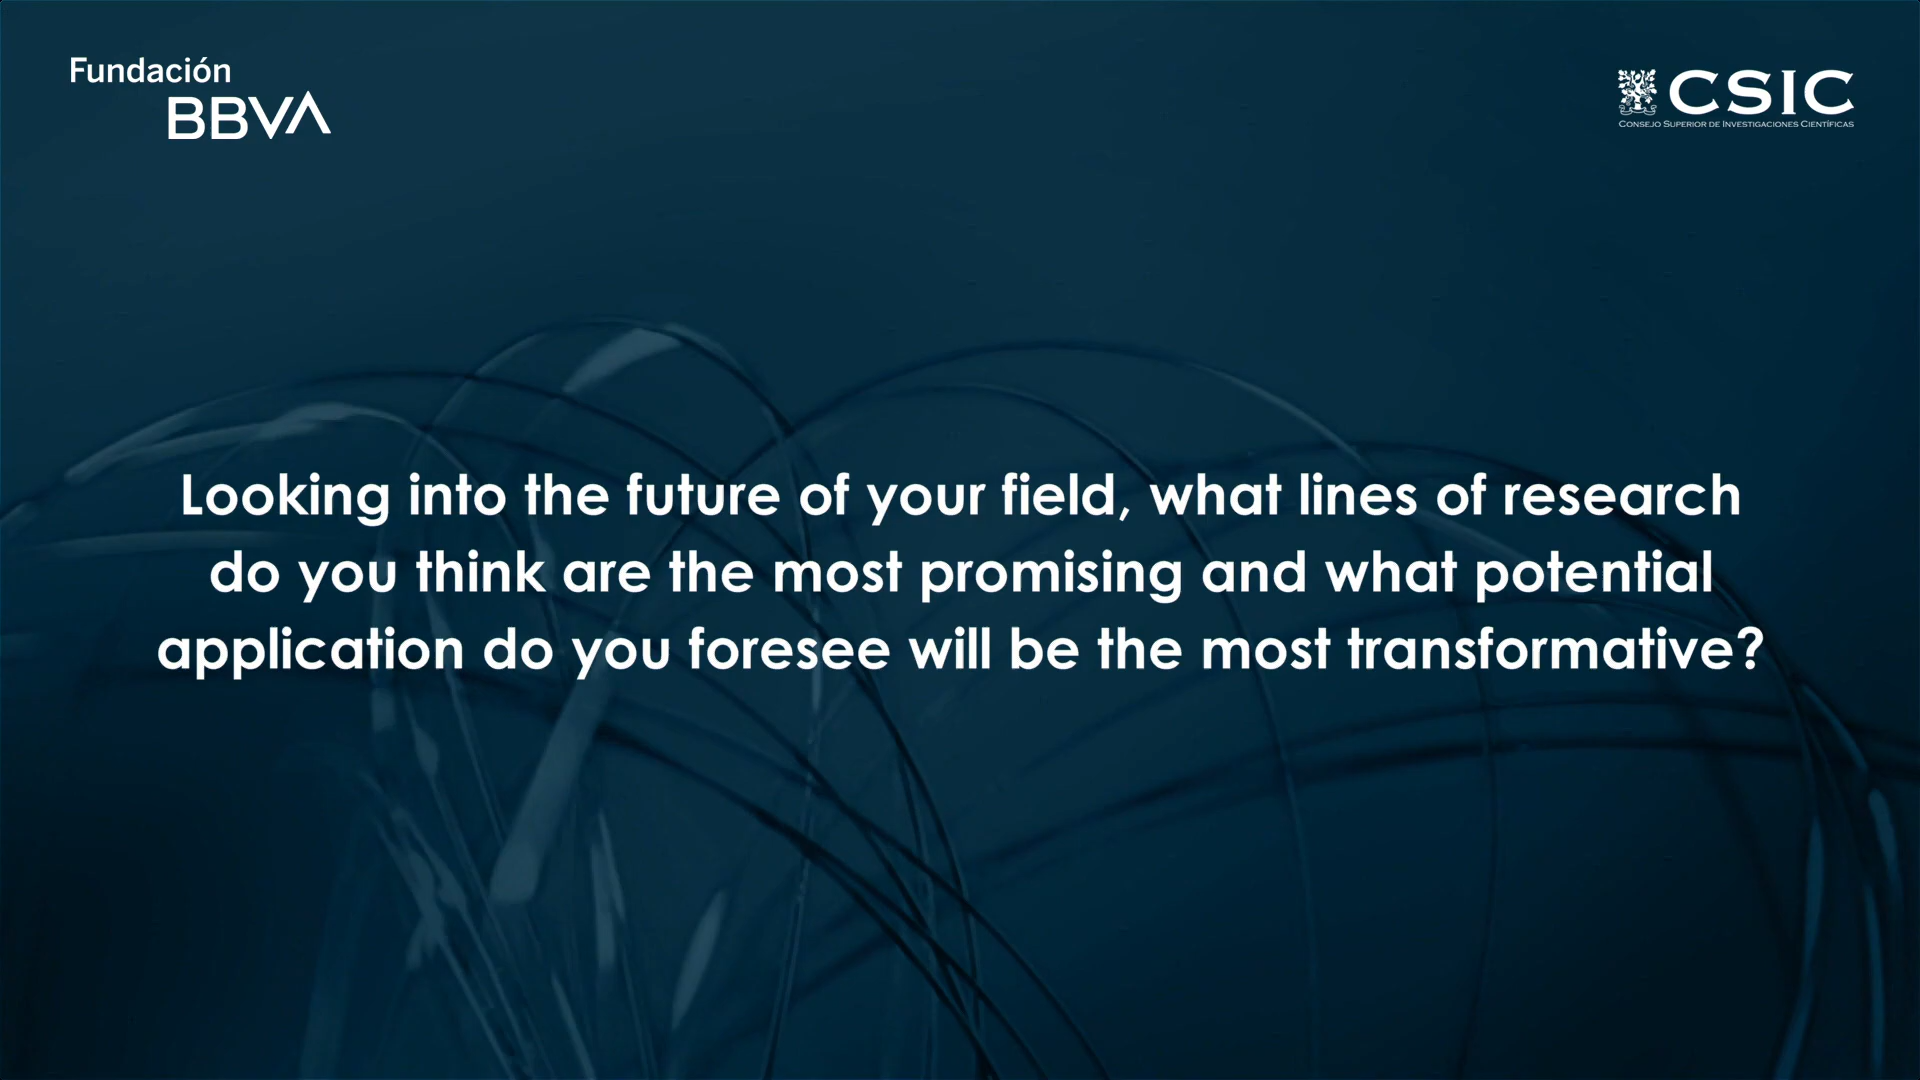 Fundación
BBVA
CSIC
Consejo Superior de Investigaciones Científicas
Looking into the future of your field, what lines of research
do you think are the most promising and what potential
application do you foresee will be the most transformative?